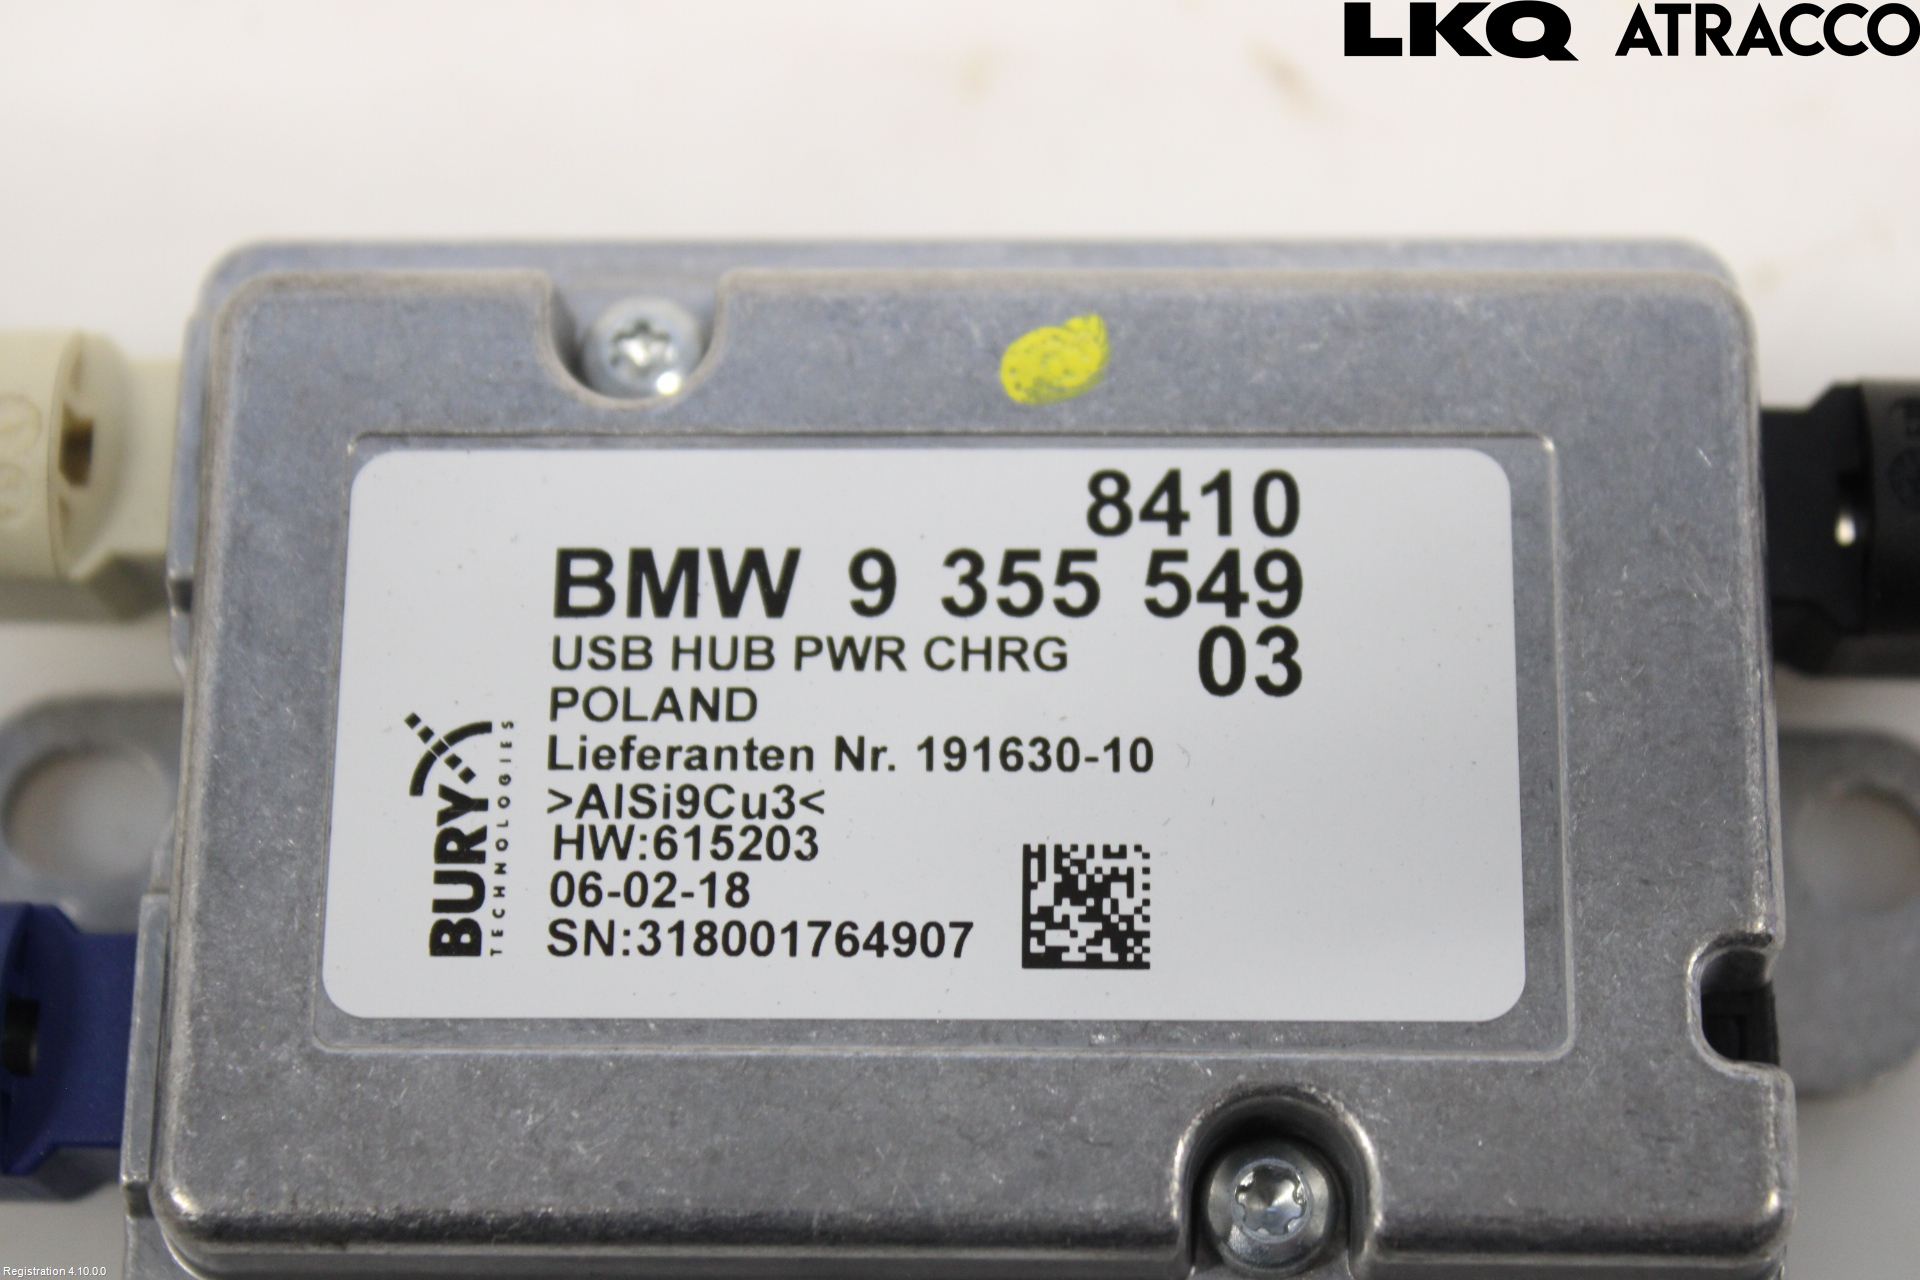 LKQ ATRACCO
8410
BMW 9 355 549
USB HUB PWR CHRG 03
POLAND
Lieferanten Nr. 191630-10
>AlSi9Cu3<
HW:615203
06-02-18
SN:318001764907
BURY
TECHNOLOGIES
Registration 4.10.0.0